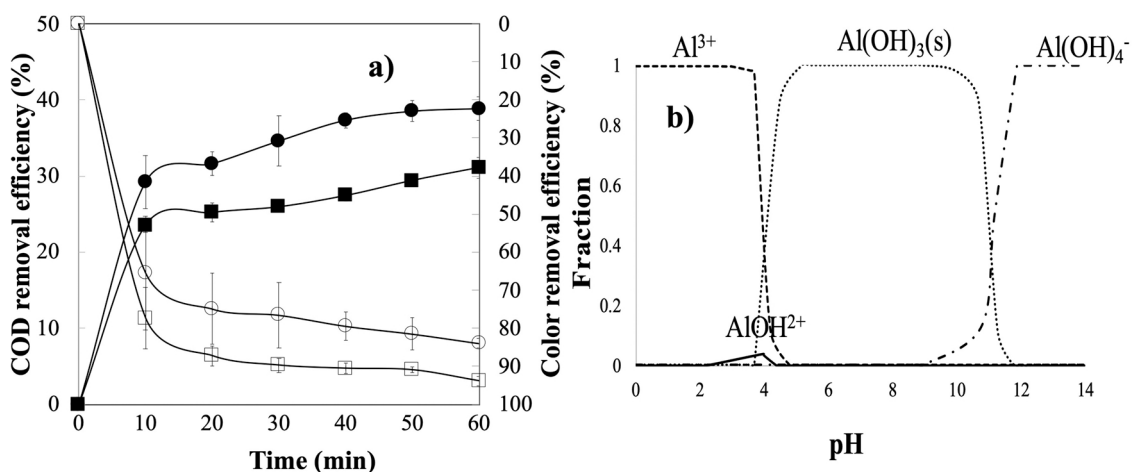 COD removal efficiency (%)
50
40
30
20
10
0
a)
0
10
20
30
40
50
60
70
80
90
100
Color removal efficiency (%)
0 10 20 30 40 50 60
Time (min)
Al³⁺ Al(OH)₃(s) Al(OH)₄⁻
b)
Fraction
1
0.8
0.6
0.4
0.2
0
AlOH²⁺
0 2 4 6 8 10 12 14
pH